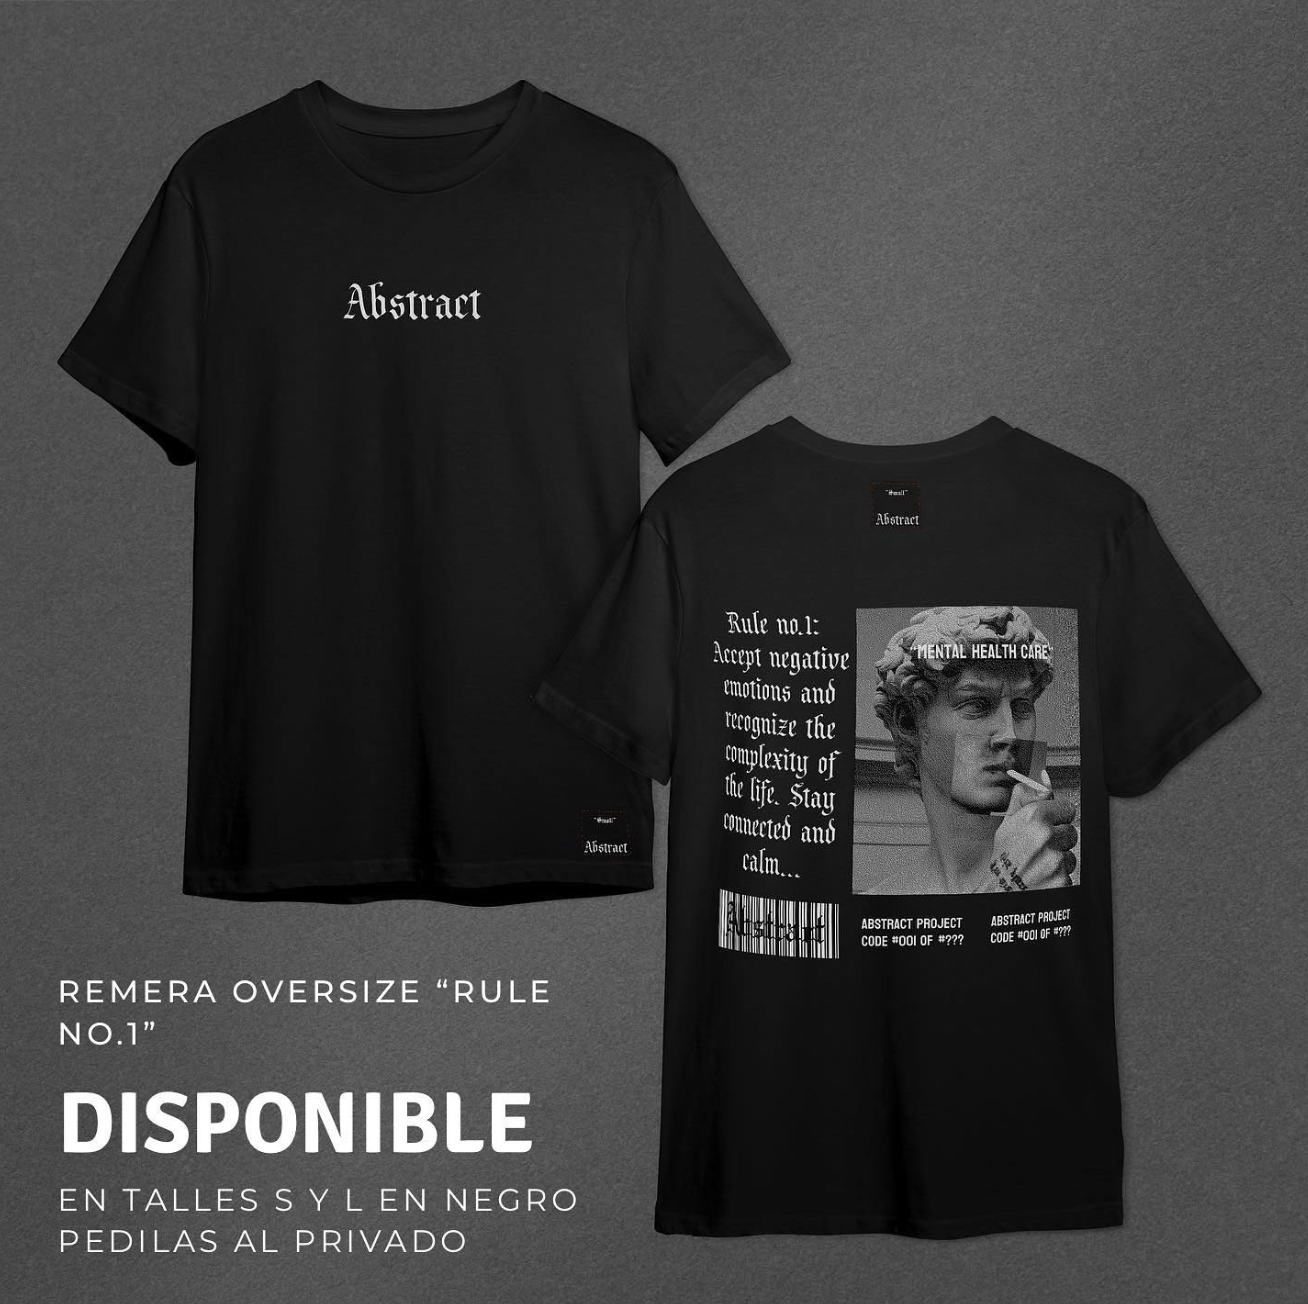 Abstract
"Small"
Abstract
"Small"
Abstract
Rule no.1:
Accept negative
emotions and
recognize the
complexity of
the life. Stay
connected and
calm...
"MENTAL HEALTH CARE"
Abstract
ABSTRACT PROJECT
CODE #001 OF #???
ABSTRACT PROJECT
CODE #001 OF #???
REMERA OVERSIZE “RULE
NO.1”
DISPONIBLE
EN TALLES S Y L EN NEGRO
PEDILAS AL PRIVADO